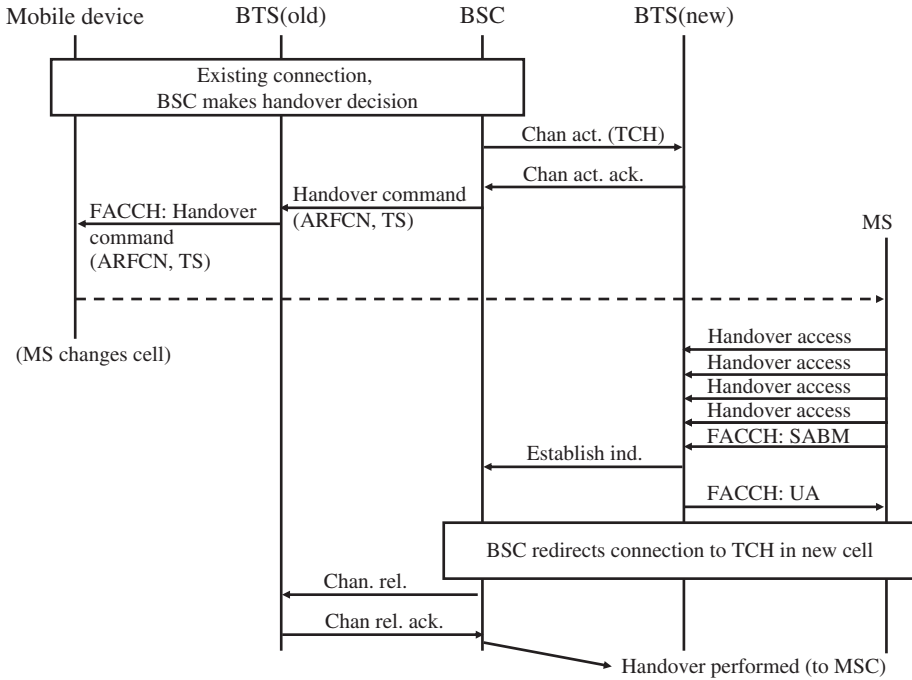 Mobile device
BTS(old)
BSC
BTS(new)
Existing connection,
BSC makes handover decision
Chan act. (TCH)
Chan act. ack.
Handover command
(ARFCN, TS)
FACCH: Handover
command
(ARFCN, TS)
MS
(MS changes cell)
Handover access
Handover access
Handover access
Handover access
FACCH: SABM
Establish ind.
FACCH: UA
BSC redirects connection to TCH in new cell
Chan. rel.
Chan rel. ack.
Handover performed (to MSC)